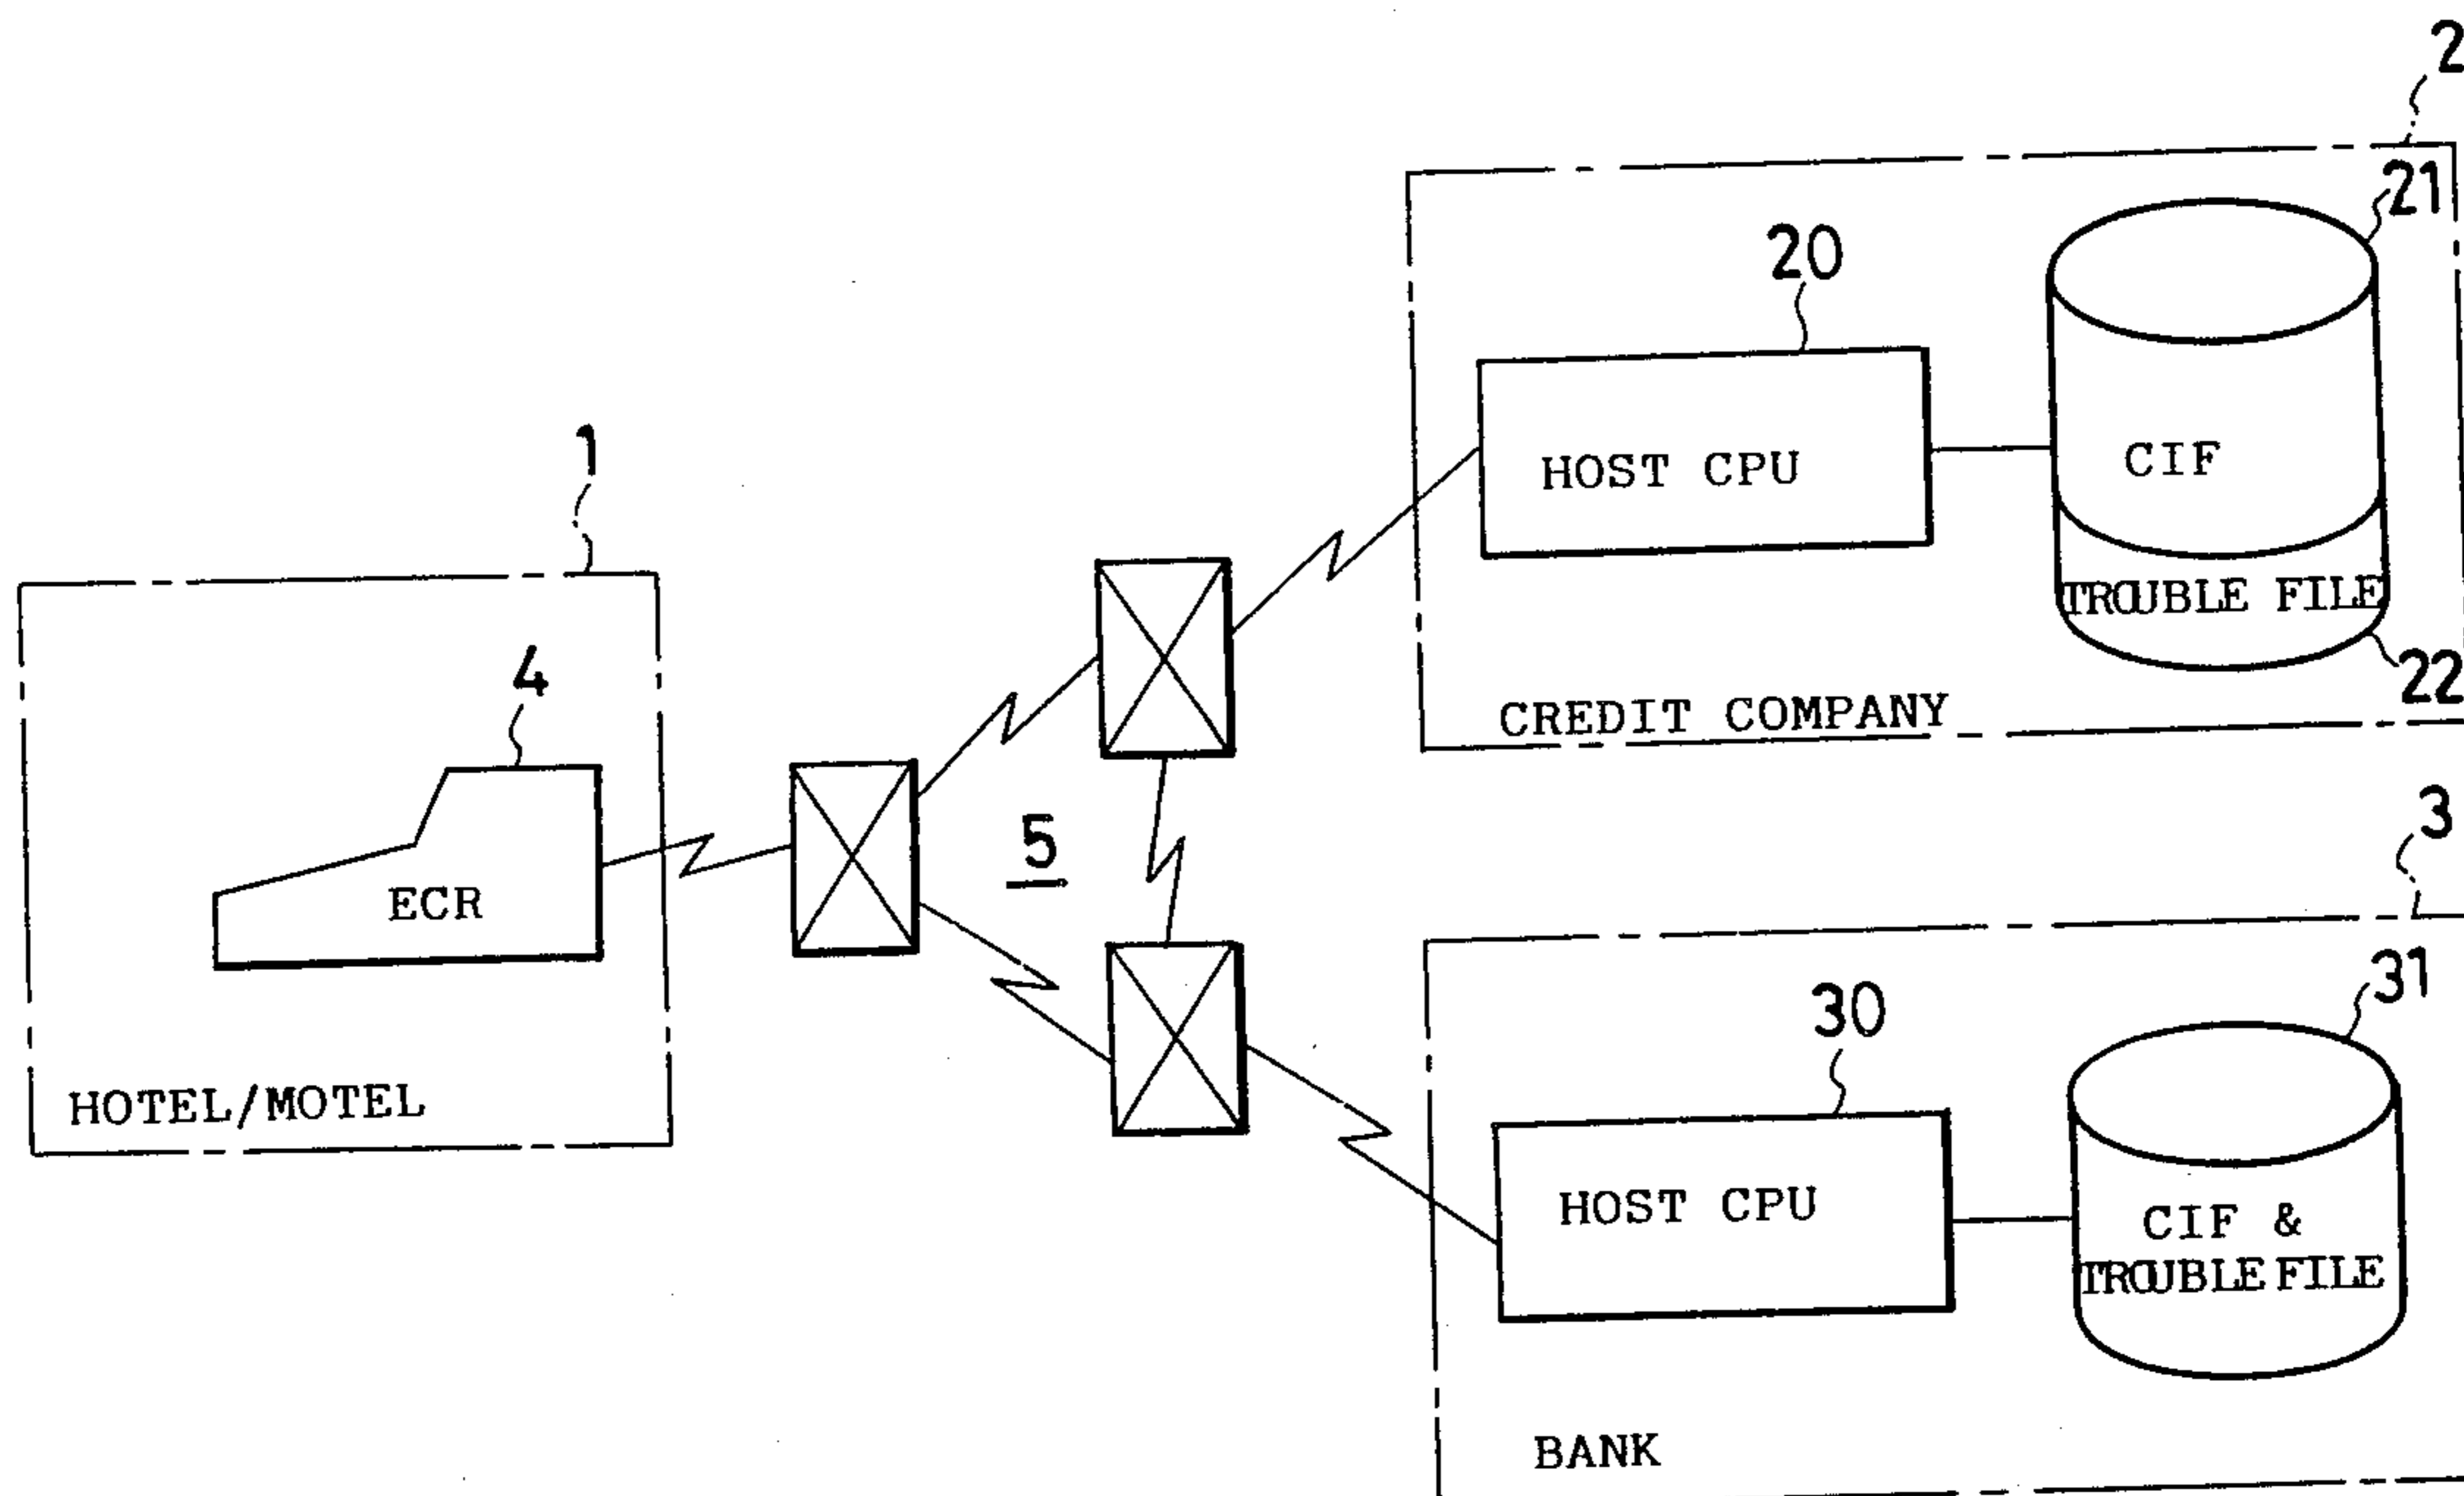 2
21
20
HOST CPU
CIF
TROUBLE FILE
22
CREDIT COMPANY
1
4
ECR
HOTEL/MOTEL
5
3
31
30
HOST CPU
CIF &
TROUBLE FILE
BANK